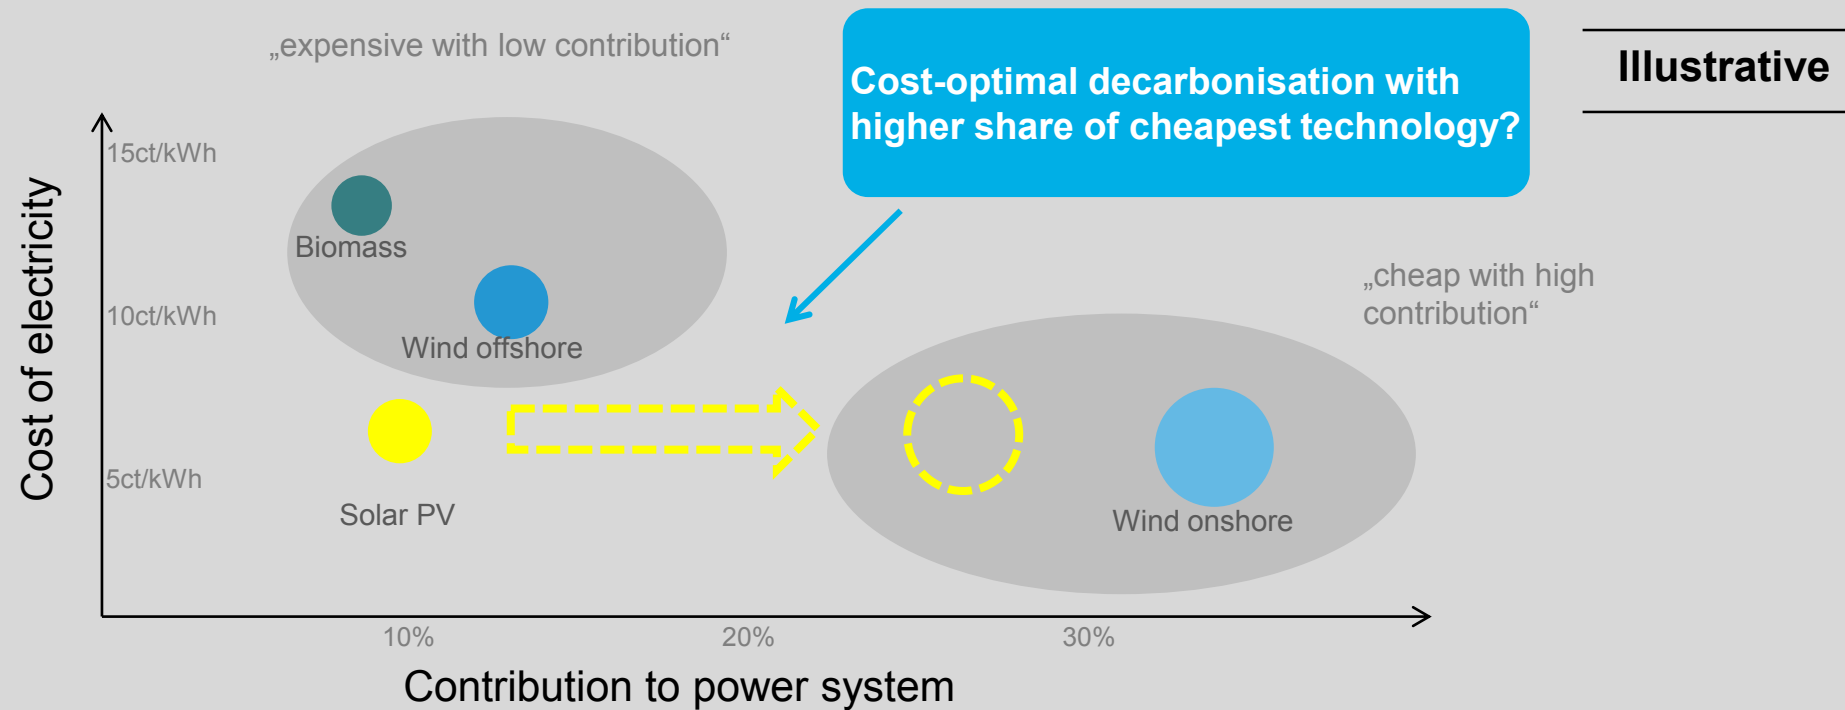 „expensive with low contribution“
Cost-optimal decarbonisation with
higher share of cheapest technology?
Illustrative
Cost of electricity
15ct/kWh
10ct/kWh
5ct/kWh
Biomass
Wind offshore
Solar PV
„cheap with high
contribution“
Wind onshore
10%
20%
30%
Contribution to power system